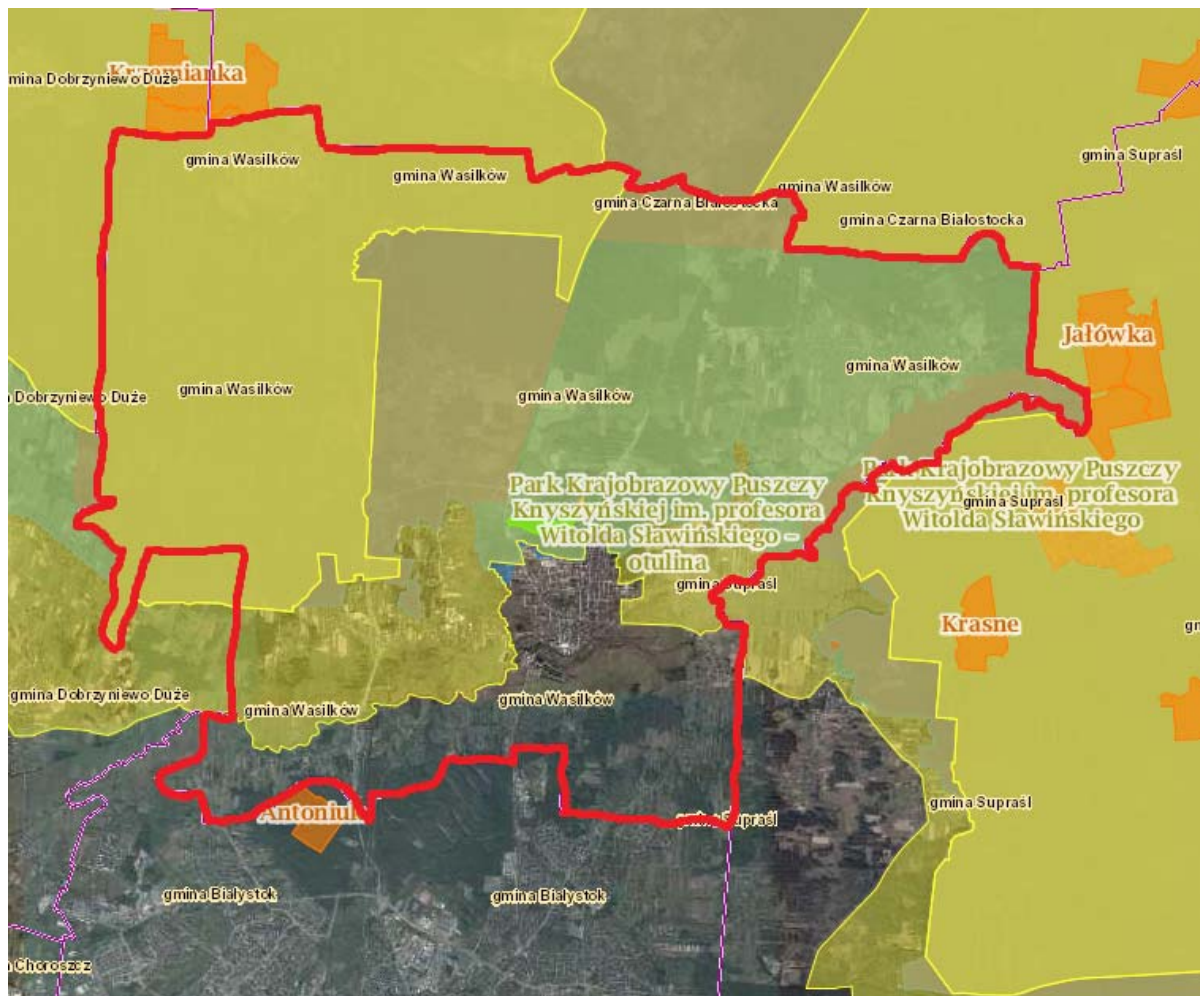 Krzemianka
gmina Dobrzyniewo Duże
gmina Wasilków
gmina Wasilków
gmina Supraśl
gmina Wasilków
gmina Czarna Białostocka
gmina Czarna Białostocka
Jałówka
gmina Wasilków
gmina Wasilków
Dobrzyniewo Duże
gmina Wasilków
Park Krajobrazowy Puszczy
Knyszyńskiej im. profesora
Witolda Sławińskiego -
otulina
Park Krajobrazowy Puszczy
Knyszyńskiej im. profesora
Witolda Sławińskiego
gmina Supraśl
gmina Supraśl
Krasne
gmina Dobrzyniewo Duże
gmina Wasilków
gmina Wasilków
Antoniuk
gmina Supraśl
gmina Supraśl
gmina Białystok
gmina Białystok
Choroszcz